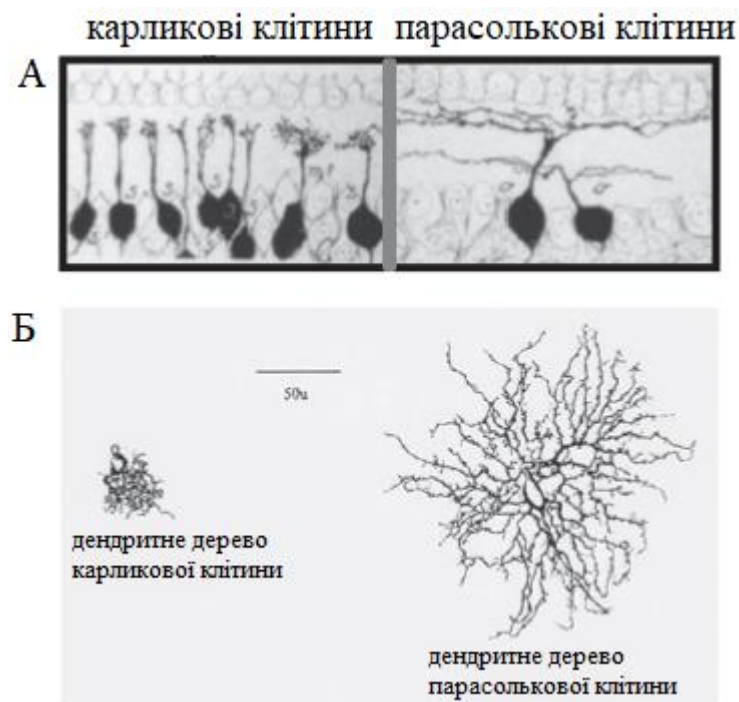 карликові клітини парасолькові клітини
А
Б
50u
дендритне дерево
карликової клітини
дендритне дерево
парасолькової клітини